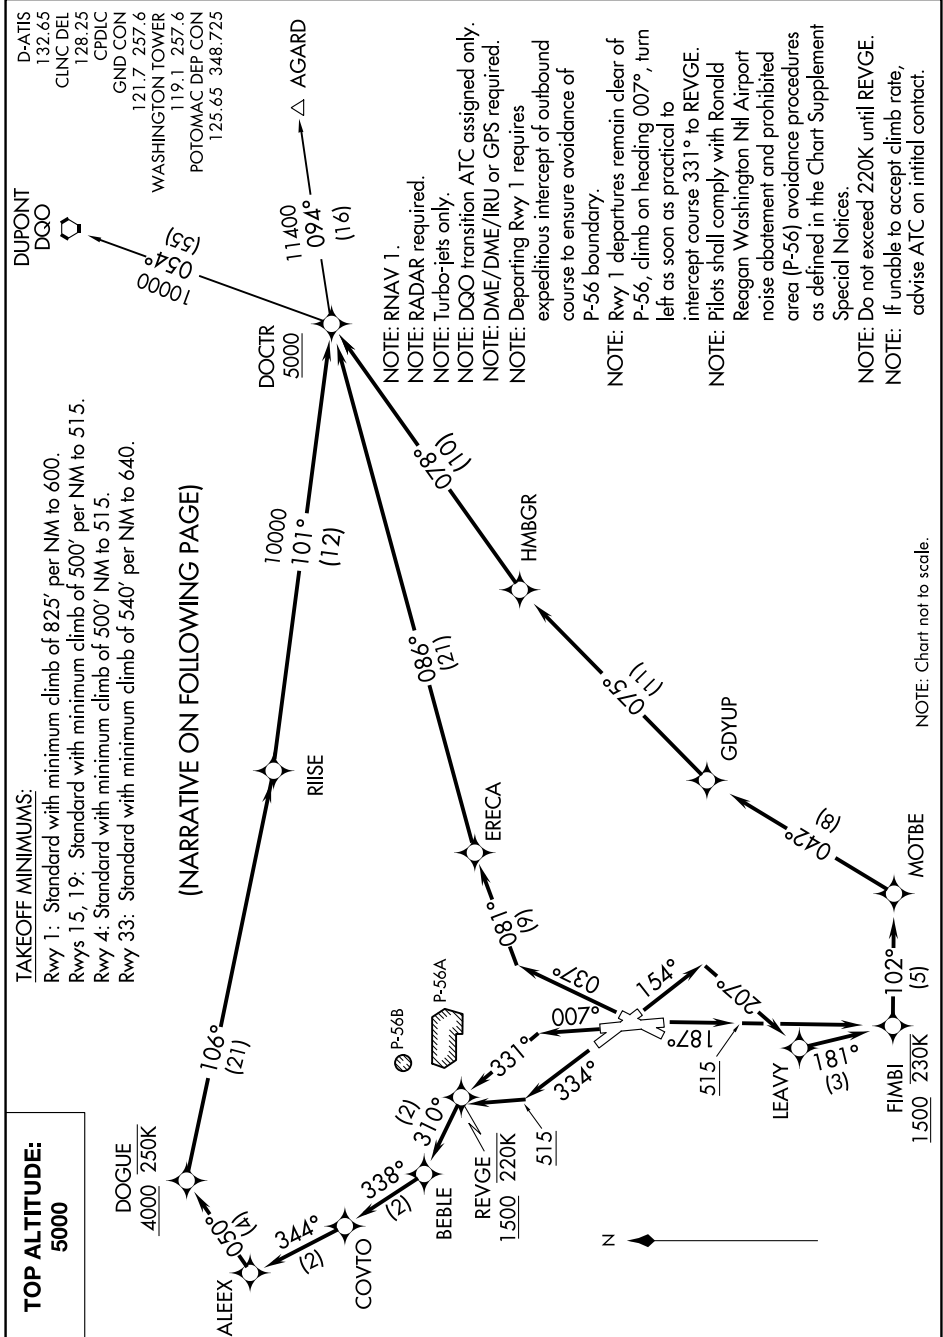 TOP ALTITUDE:
5000
TAKEOFF MINIMUMS:
Rwy 1: Standard with minimum climb of 825' per NM to 600.
Rwys 15, 19: Standard with minimum climb of 500' per NM to 515.
Rwy 4: Standard with minimum climb of 500' NM to 515.
Rwy 33: Standard with minimum climb of 540' per NM to 640.
(NARRATIVE ON FOLLOWING PAGE)
D-ATIS
132.65
CLNC DEL
128.25
CPDLC
GND CON
121.7 257.6
WASHINGTON TOWER
119.1 257.6
POTOMAC DEP CON
125.65 348.725
DUPONT
DQO
10000
054°
(55)
AGARD
11400
094°
(16)
DOCTR
5000
DOGUE
4000 250K
106°
(21)
RIISE
10000
101°
(12)
ALEEX
050°
(4)
344°
(2)
COVTO
338°
(2)
BEBLE
310°
(2)
REVGE
1500 220K
515
331°
334°
007°
P-56B
P-56A
037°
081°
(9)
ERECA
086°
(21)
154°
207°
187°
515
LEAVY
181°
(3)
FIMBI
1500 230K
102°
(5)
MOTBE
042°
(8)
GDYUP
075°
(11)
HMBGR
078°
(10)
N
NOTE: RNAV 1.
NOTE: RADAR required.
NOTE: Turbo-jets only.
NOTE: DQO transition ATC assigned only.
NOTE: DME/DME/IRU or GPS required.
NOTE: Departing Rwy 1 requires
expeditious intercept of outbound
course to ensure avoidance of
P-56 boundary.
NOTE: Rwy 1 departures remain clear of
P-56, climb on heading 007°, turn
left as soon as practical to
intercept course 331° to REVGE.
NOTE: Pilots shall comply with Ronald
Reagan Washington Ntl Airport
noise abatement and prohibited
area (P-56) avoidance procedures
as defined in the Chart Supplement
Special Notices.
NOTE: Do not exceed 220K until REVGE.
NOTE: If unable to accept climb rate,
advise ATC on intital contact.
NOTE: Chart not to scale.